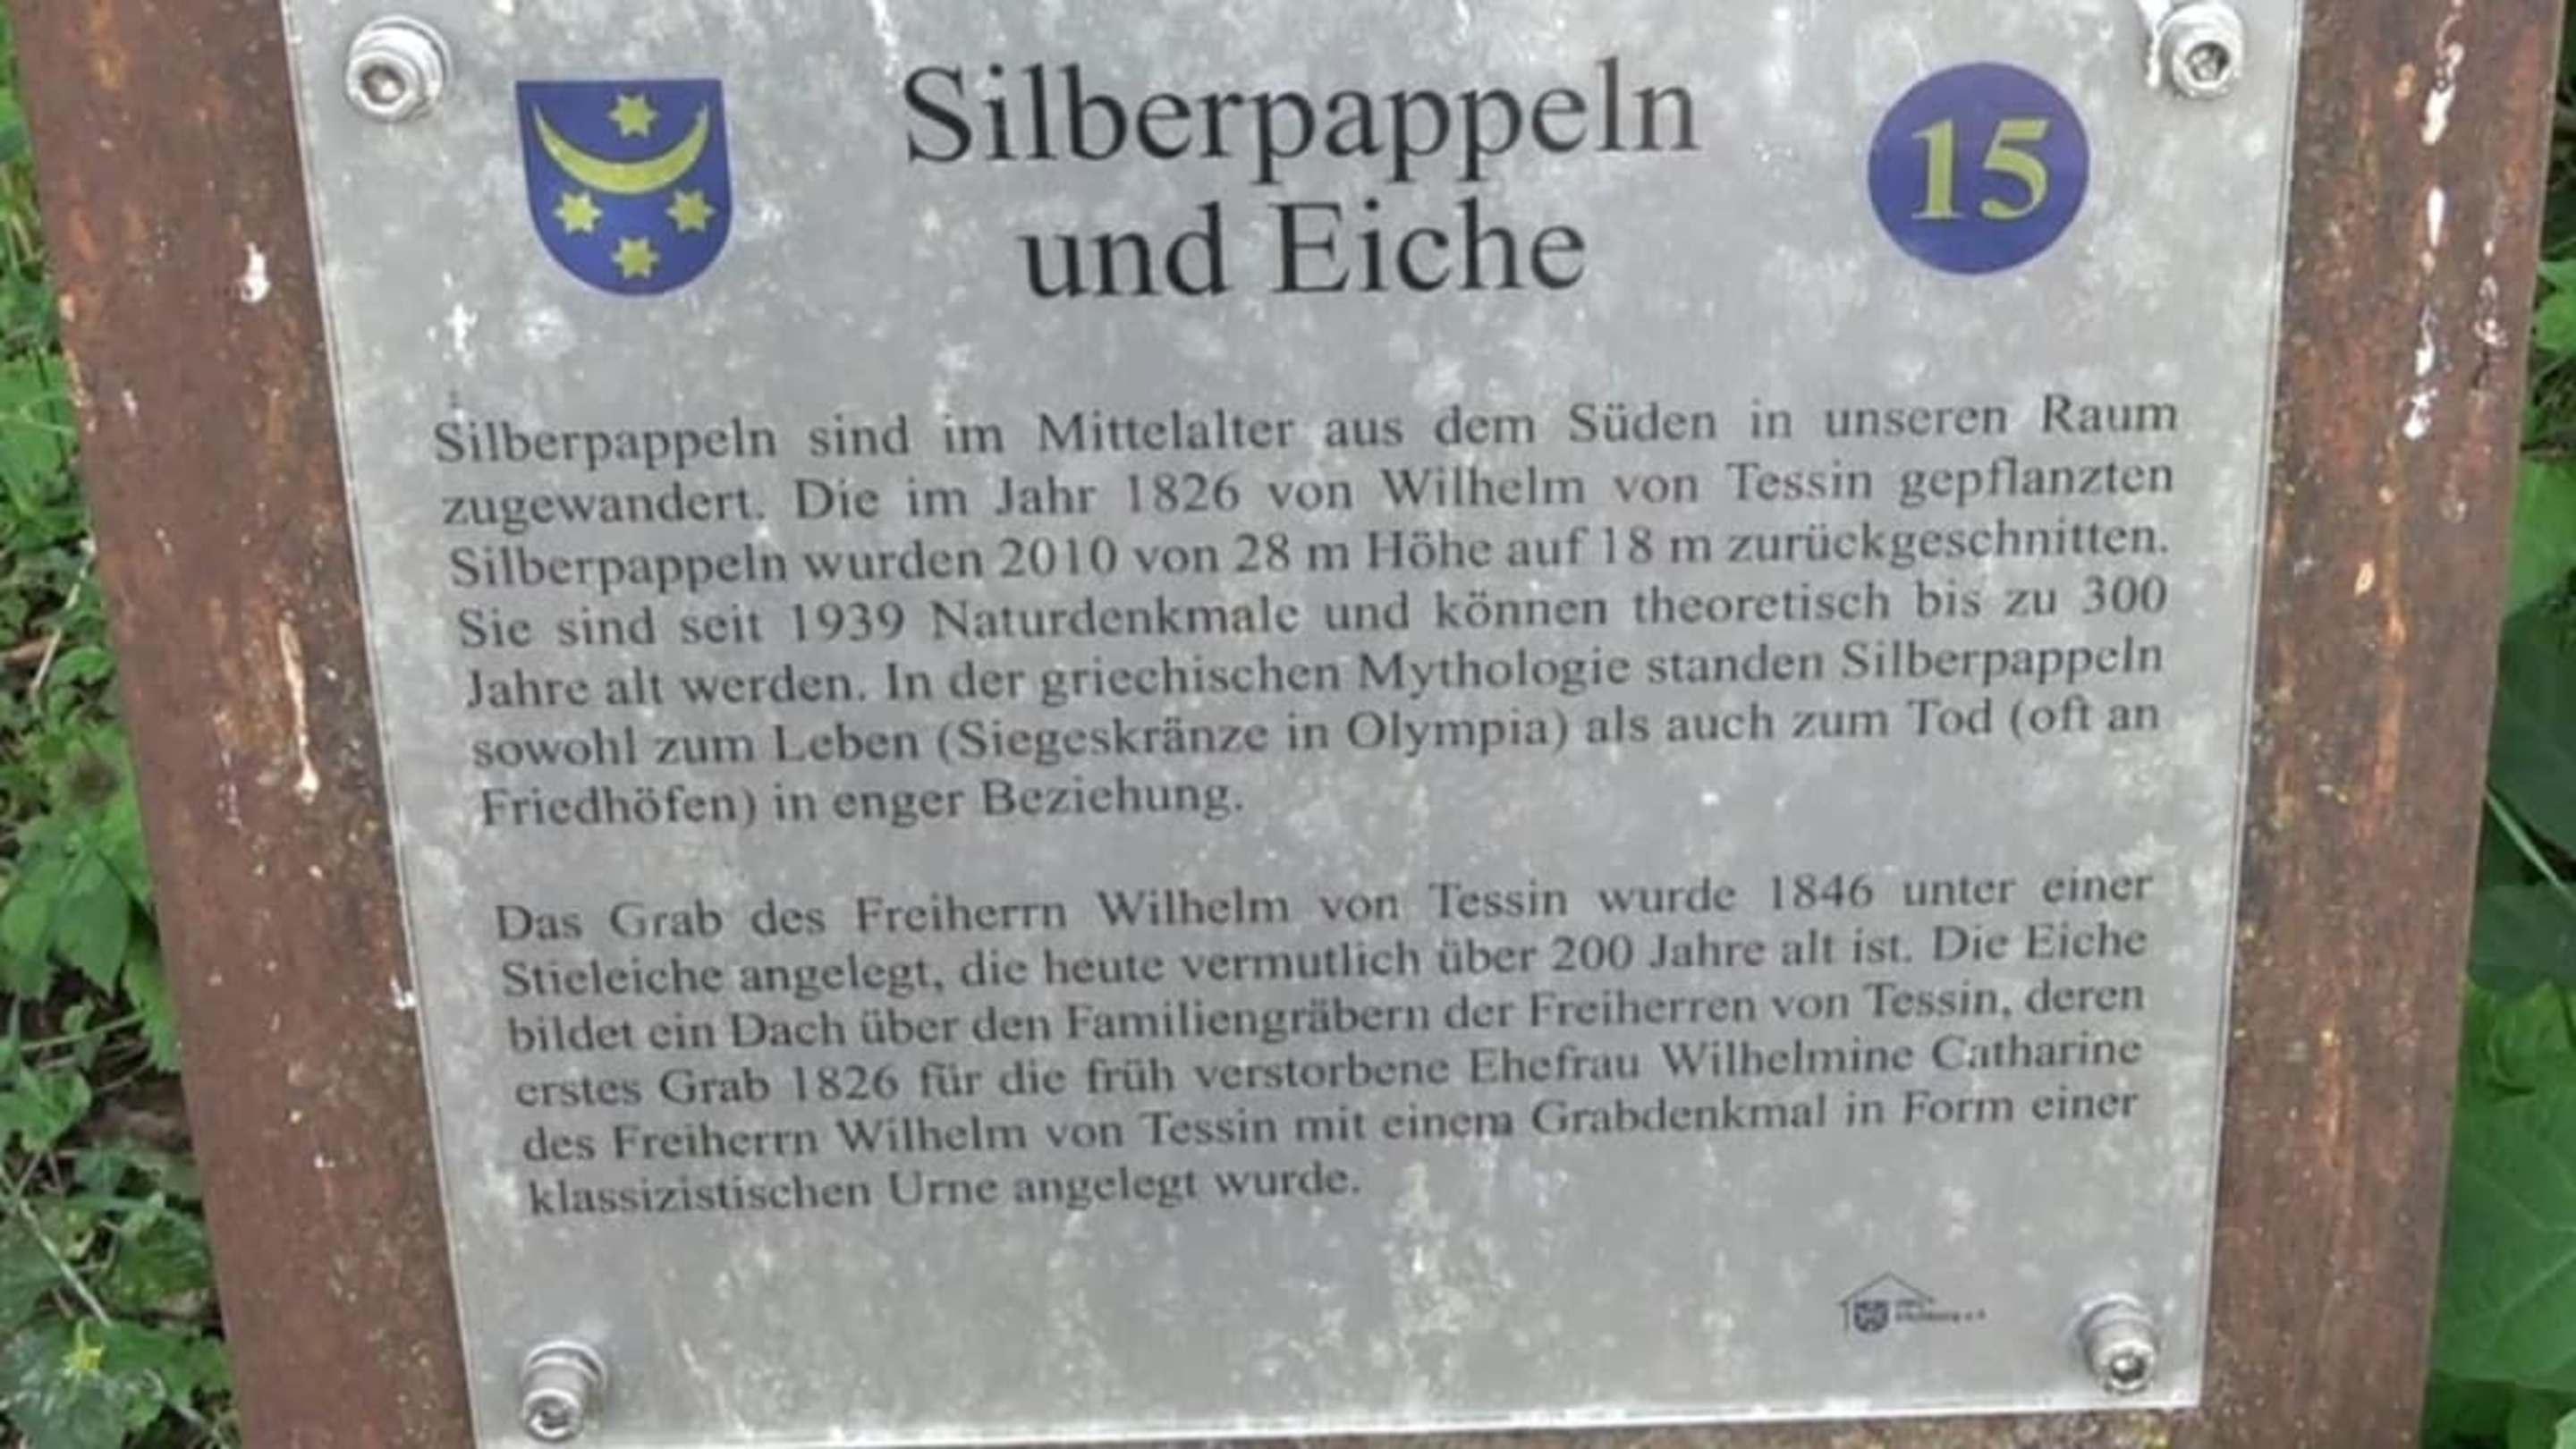 Silberpappeln
und Eiche
15
Silberpappeln sind im Mittelalter aus dem Süden in unseren Raum
zugewandert. Die im Jahr 1826 von Wilhelm von Tessin gepflanzten
Silberpappeln wurden 2010 von 28 m Höhe auf 18 m zurückgeschnitten.
Sie sind seit 1939 Naturdenkmale und können theoretisch bis zu 300
Jahre alt werden. In der griechischen Mythologie standen Silberpappeln
sowohl zum Leben (Siegeskränze in Olympia) als auch zum Tod (oft an
Friedhöfen) in enger Beziehung.
Das Grab des Freiherrn Wilhelm von Tessin wurde 1846 unter einer
Stieleiche angelegt, die heute vermutlich über 200 Jahre alt ist. Die Eiche
bildet ein Dach über den Familiengräbern der Freiherren von Tessin, deren
erstes Grab 1826 für die früh verstorbene Ehefrau Wilhelmine Catharine
des Freiherrn Wilhelm von Tessin mit einem Grabdenkmal in Form einer
klassizistischen Urne angelegt wurde.